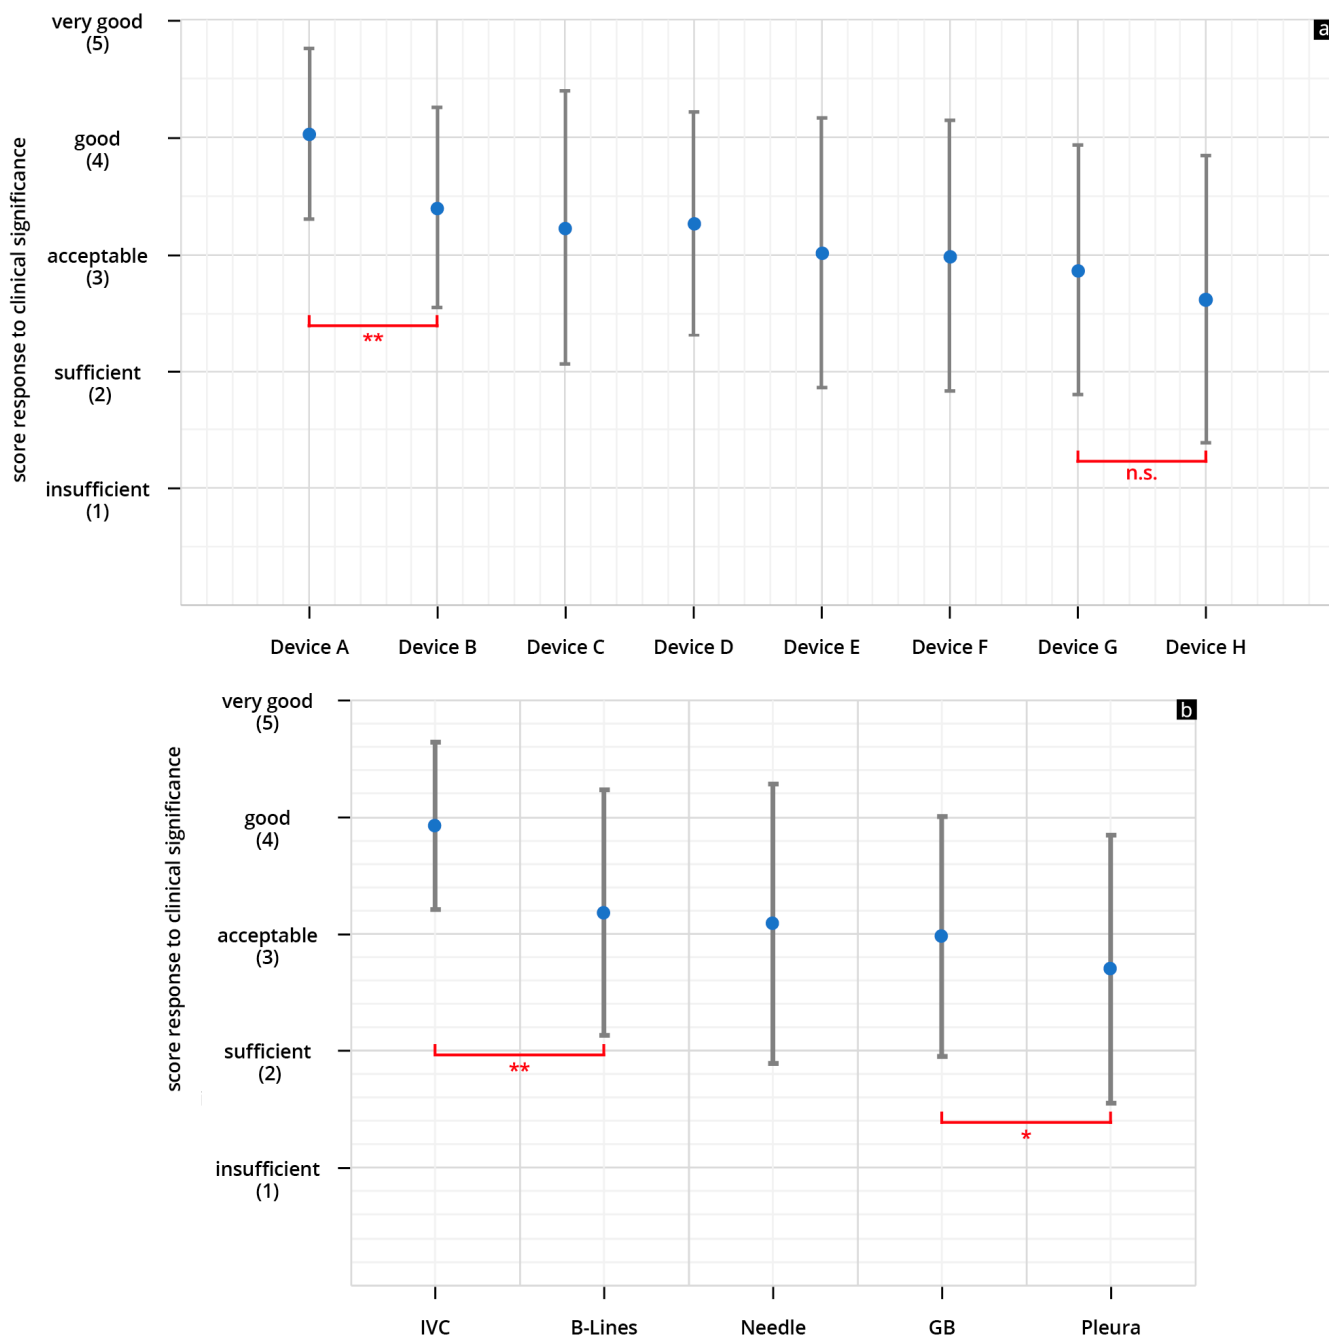 very good
(5)
a
good
(4)
acceptable
(3)
sufficient
(2)
insufficient
(1)
score response to clinical significance
**
n.s.
Device A
Device B
Device C
Device D
Device E
Device F
Device G
Device H
very good
(5)
b
good
(4)
acceptable
(3)
sufficient
(2)
insufficient
(1)
score response to clinical significance
**
*
IVC
B-Lines
Needle
GB
Pleura